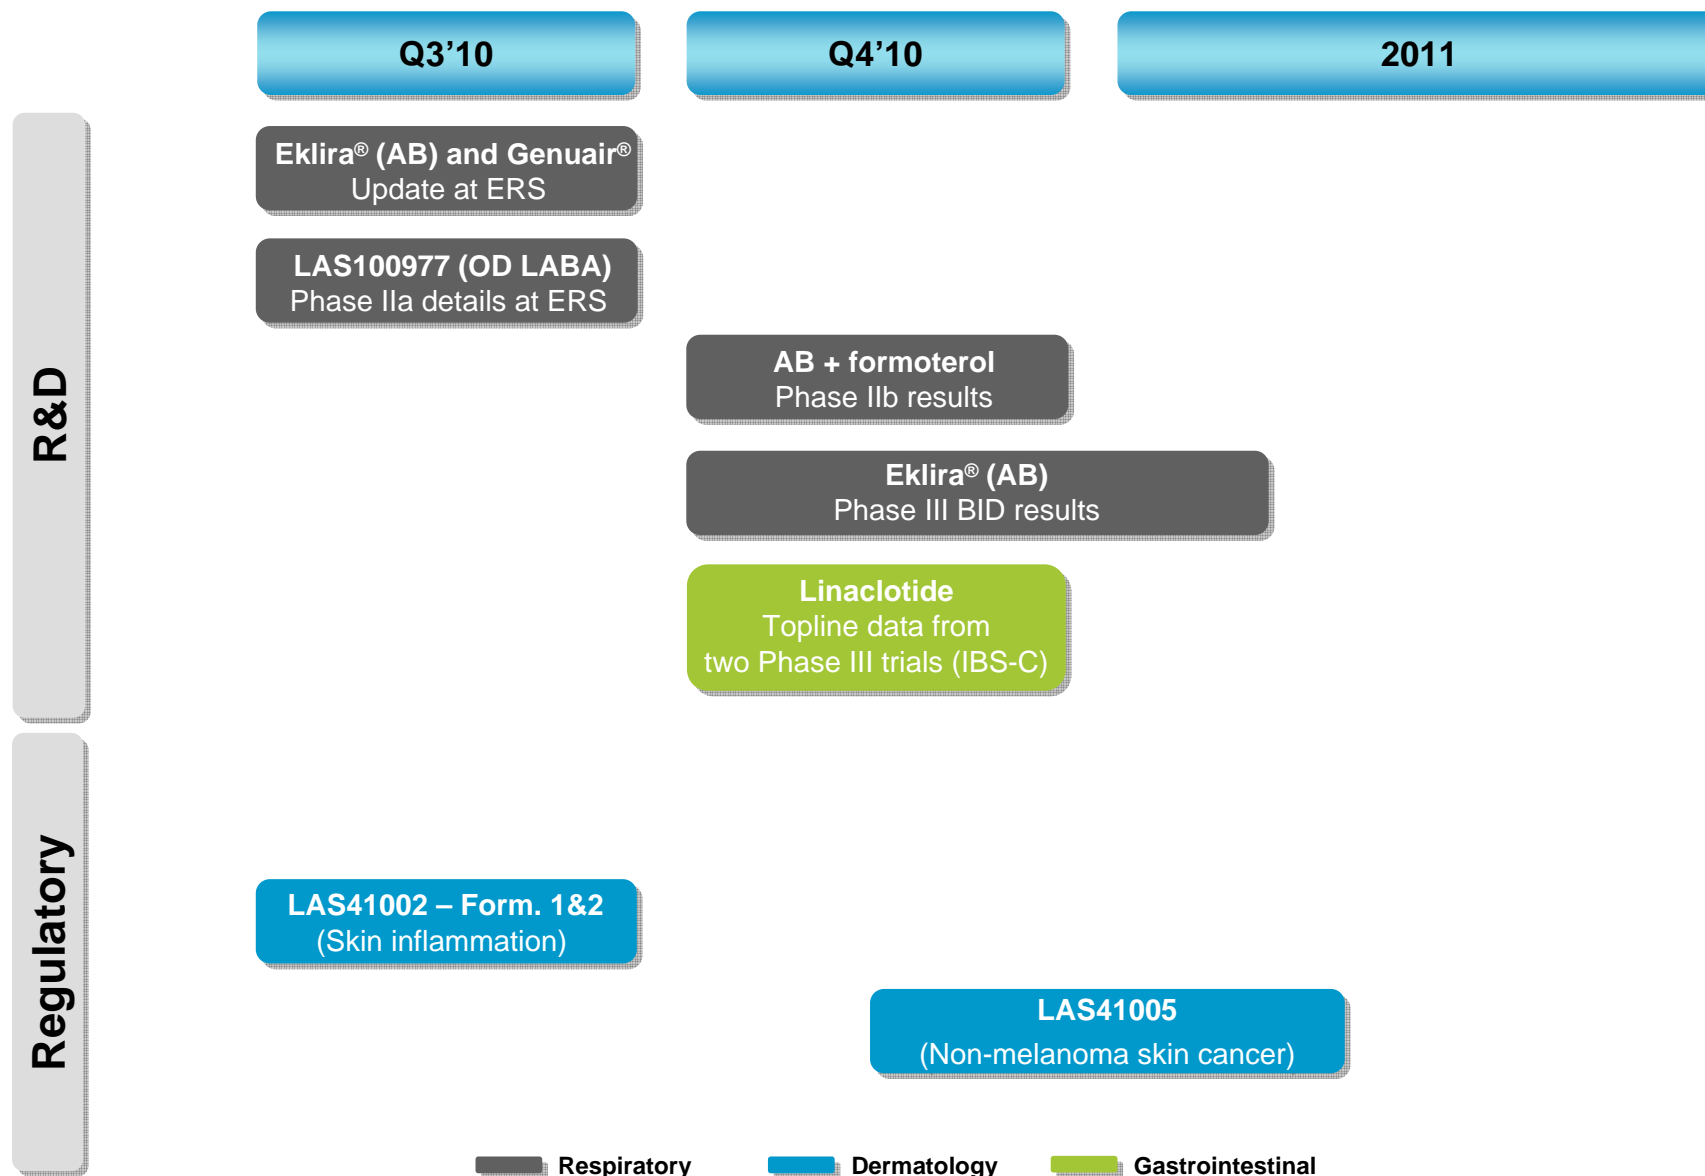 Q3’10
Q4’10
2011
R&D
Eklira® (AB) and Genuair®
Update at ERS
LAS100977 (OD LABA)
Phase IIa details at ERS
AB + formoterol
Phase IIb results
Eklira® (AB)
Phase III BID results
Linaclotide
Topline data from
two Phase III trials (IBS-C)
Regulatory
LAS41002 – Form. 1&2
(Skin inflammation)
LAS41005
(Non-melanoma skin cancer)
Respiratory
Dermatology
Gastrointestinal